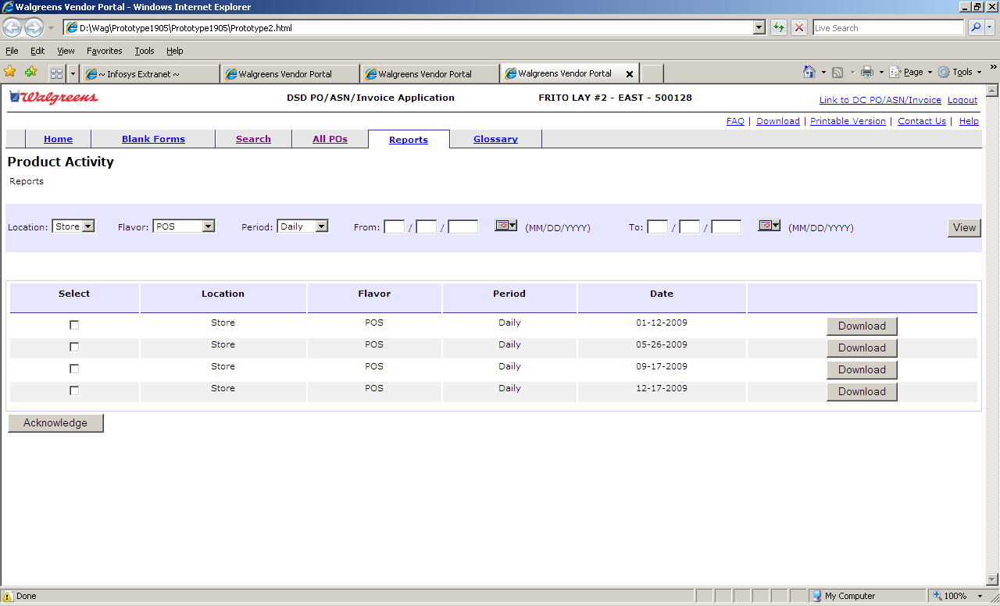 Walgreens Vendor Portal - Windows Internet Explorer
D:\Wag\Prototype1905\Prototype1905\Prototype2.html
Live Search
File Edit View Favorites Tools Help
~ Infosys Extranet ~ Walgreens Vendor Portal Walgreens Vendor Portal Walgreens Vendor Portal Page Tools
Walgreens DSD PO/ASN/Invoice Application FRITO LAY #2 - EAST - 500128 Link to DC PO/ASN/Invoice Logout
FAQ | Download | Printable Version | Contact Us | Help
Home Blank Forms Search All POs Reports Glossary
Product Activity
Reports
Location: Store Flavor: POS Period: Daily From: / / (MM/DD/YYYY) To: / / (MM/DD/YYYY) View
Select Location Flavor Period Date
Store POS Daily 01-12-2009 Download
Store POS Daily 05-26-2009 Download
Store POS Daily 09-17-2009 Download
Store POS Daily 12-17-2009 Download
Acknowledge
Done My Computer 100%